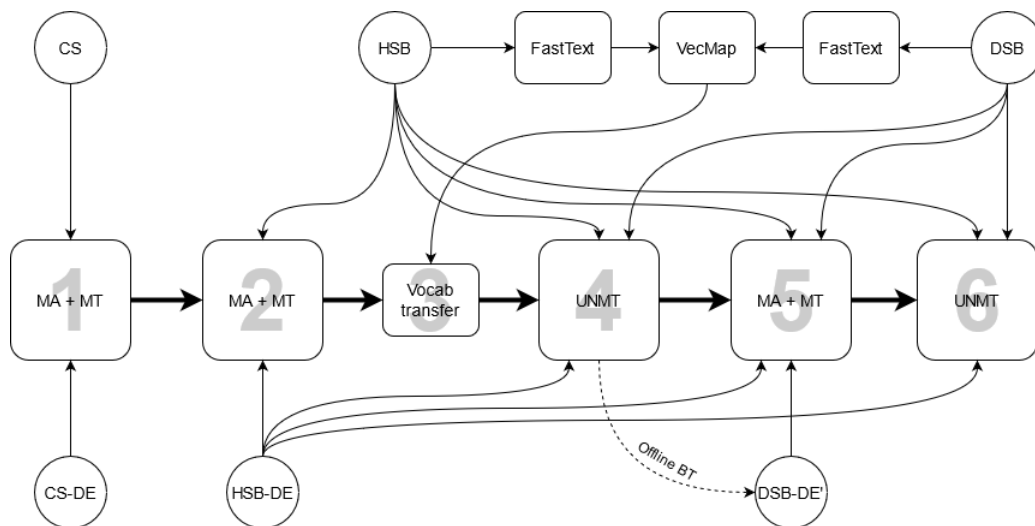 CS
HSB
FastText
VecMap
FastText
DSB
1
MA + MT
2
MA + MT
3
Vocab
transfer
4
UNMT
5
MA + MT
6
UNMT
Offline BT
CS-DE
HSB-DE
DSB-DE'